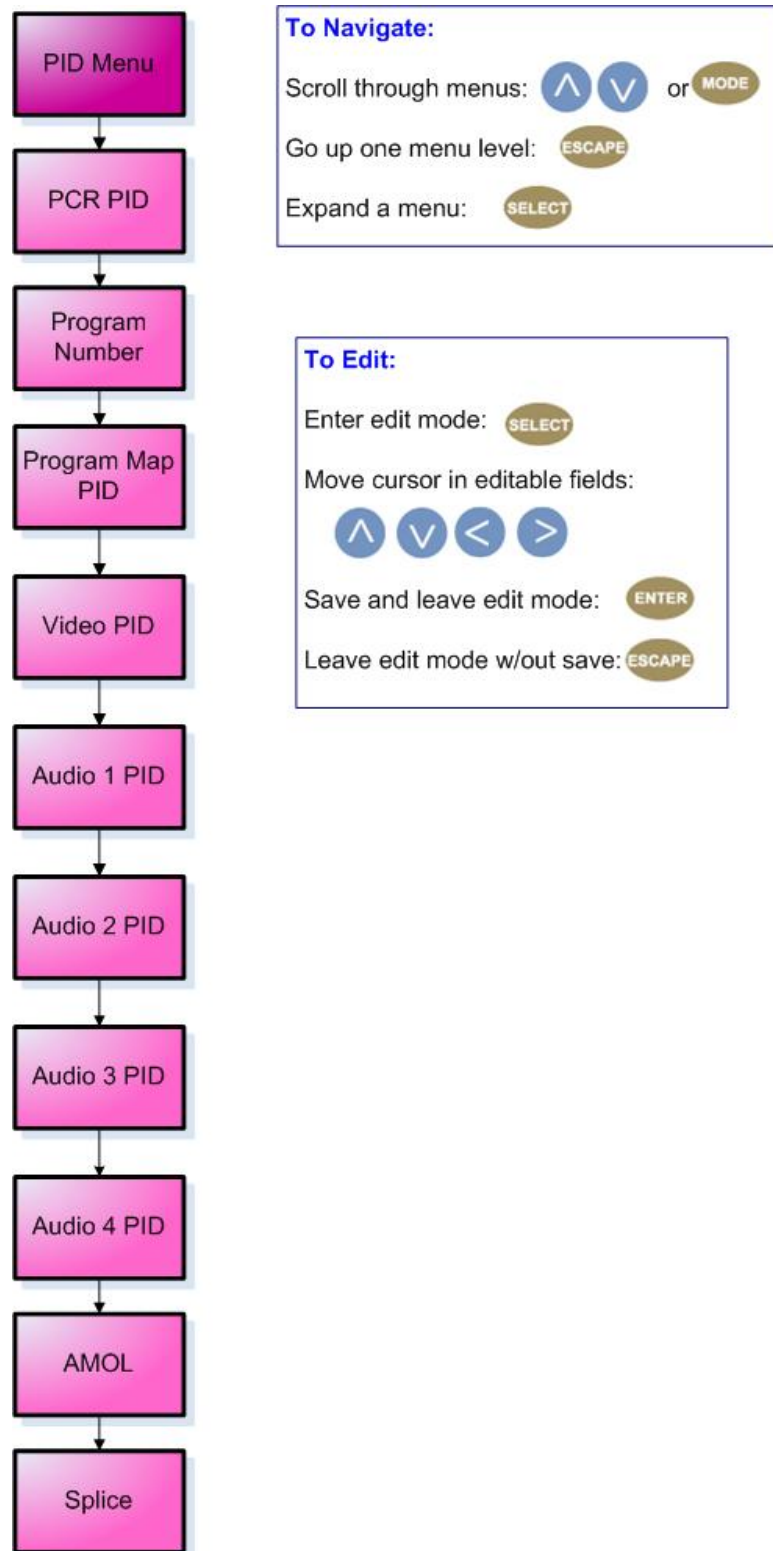 PID Menu
PCR PID
Program
Number
Program Map
PID
Video PID
Audio 1 PID
Audio 2 PID
Audio 3 PID
Audio 4 PID
AMOL
Splice
To Navigate:
Scroll through menus: or MODE
Go up one menu level: ESCAPE
Expand a menu: SELECT
To Edit:
Enter edit mode: SELECT
Move cursor in editable fields:
< >
Save and leave edit mode: ENTER
Leave edit mode w/out save: ESCAPE